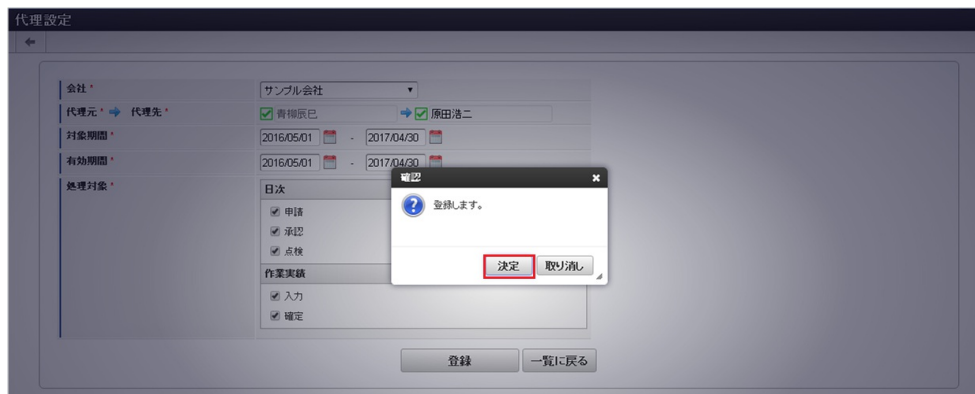 代理設定
会社 * サンプル会社
代理元 * 代理先 * 青柳辰巳 原田浩二
対象期間 * 2016/05/01 - 2017/04/30
有効期間 * 2016/05/01 - 2017/04/30
処理対象 * 日次
確認
申請
登録します。
承認
点検
決定 取り消し
作業実績
入力
確定
登録 一覧に戻る